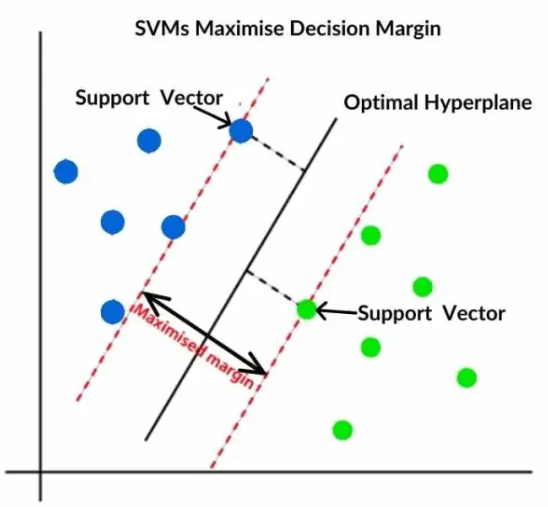 SVMs Maximise Decision Margin
Support Vector
Optimal Hyperplane
Support Vector
Maximised margin